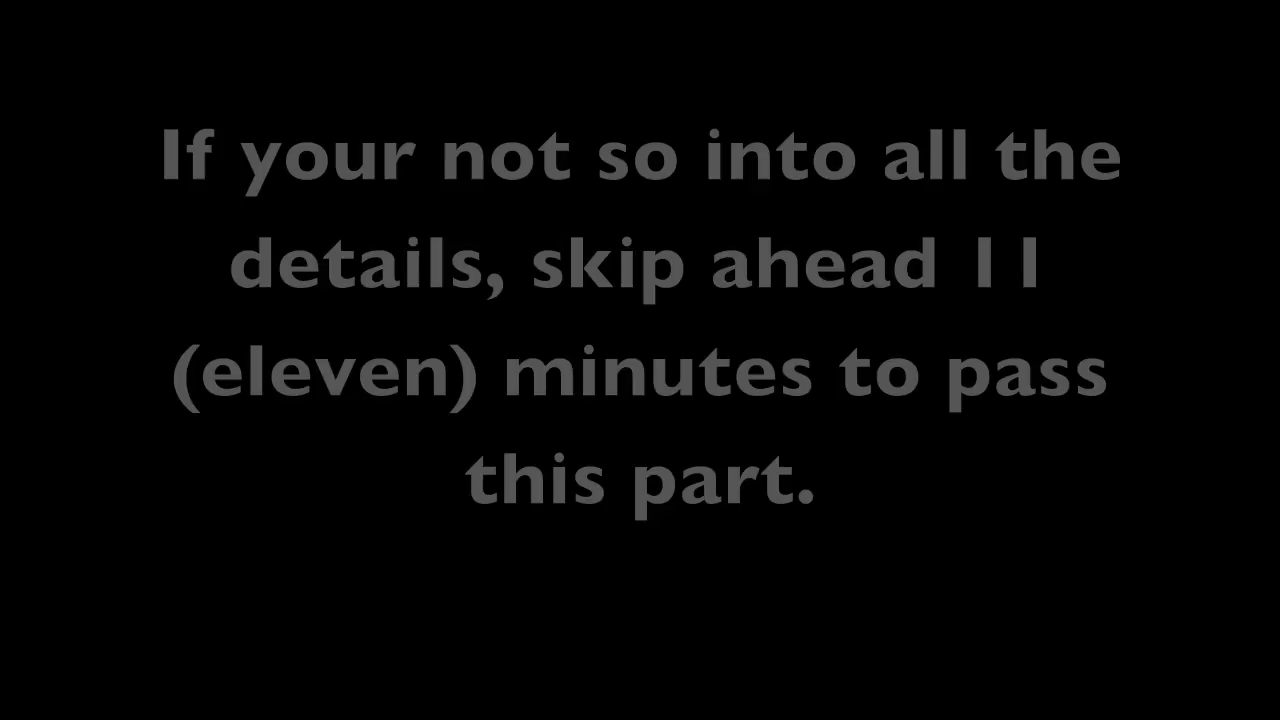 If your not so into all the
details, skip ahead 11
(eleven) minutes to pass
this part.